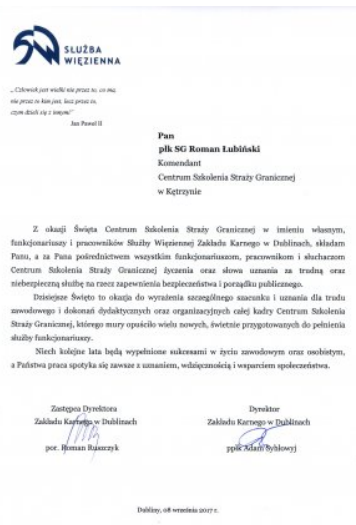 SŁUŻBA
WIĘZIENNA
„Człowiek jest wielki nie przez to, co ma,
nie przez to kim jest, lecz przez to,
czym dzieli się z innymi”
Jan Paweł II
Pan
płk SG Roman Łubiński
Komendant
Centrum Szkolenia Straży Granicznej
w Kętrzynie
Z okazji Święta Centrum Szkolenia Straży Granicznej w imieniu własnym,
funkcjonariuszy i pracowników Służby Więziennej Zakładu Karnego w Dublinach, składam
Panu, a za Pana pośrednictwem wszystkim funkcjonariuszom, pracownikom i słuchaczom
Centrum Szkolenia Straży Granicznej życzenia oraz słowa uznania za trudną oraz
niebezpieczną służbę na rzecz zapewnienia bezpieczeństwa i porządku publicznego.
Dzisiejsze Święto to okazja do wyrażenia szczególnego szacunku i uznania dla trudu
zawodowego i dokonań dydaktycznych oraz organizacyjnych całej kadry Centrum Szkolenia
Straży Granicznej, którego mury opuściło wielu nowych, świetnie przygotowanych do pełnienia
służby funkcjonariuszy.
Niech kolejne lata będą wypełnione sukcesami w życiu zawodowym oraz osobistym,
a Państwa praca spotyka się zawsze z uznaniem, wdzięcznością i wsparciem społeczeństwa.
Zastępca Dyrektora Dyrektor
Zakładu Karnego w Dublinach Zakładu Karnego w Dublinach
por. Roman Ruszczyk ppłk Adam
Dubliny, 08 września 2017 r.